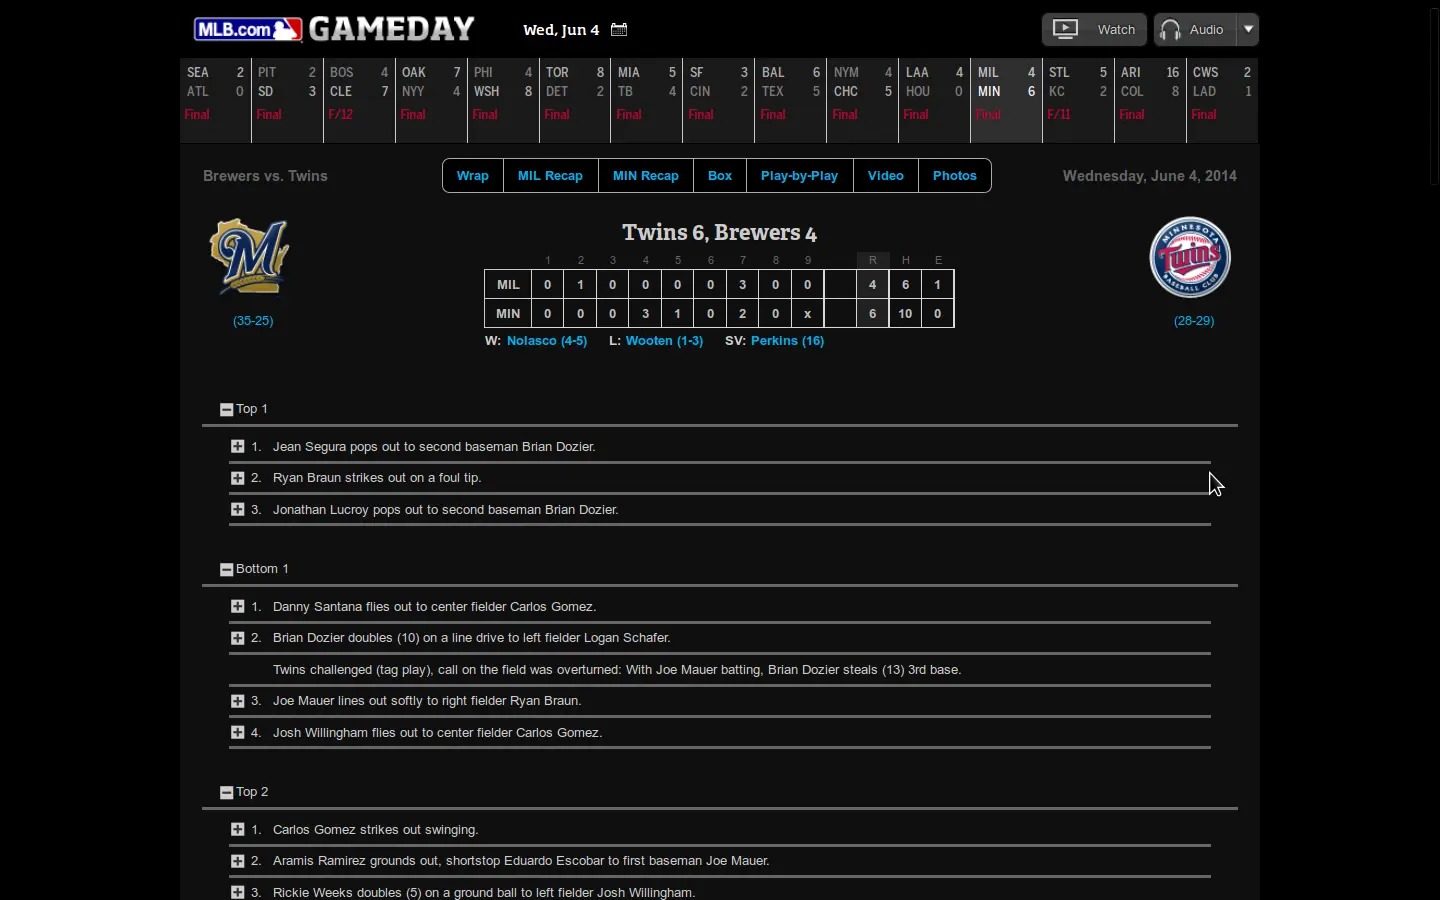 MLB.com GAMEDAY Wed, Jun 4 Watch Audio
SEA 2 PIT 2 BOS 4 OAK 7 PHI 4 TOR 8 MIA 5 SF 3 BAL 6 NYM 4 LAA 4 MIL 4 STL 5 ARI 16 CWS 2
ATL 0 SD 3 CLE 7 NYY 4 WSH 8 DET 2 TB 4 CIN 2 TEX 5 CHC 5 HOU 0 MIN 6 KC 2 COL 8 LAD 1
Final Final F/12 Final Final Final Final Final Final Final Final Final F/11 Final Final
Brewers vs. Twins Wrap MIL Recap MIN Recap Box Play-by-Play Video Photos Wednesday, June 4, 2014
M
MINNESOTA
Twins
BASEBALL CLUB
(35-25)
(28-29)
Twins 6, Brewers 4
1 2 3 4 5 6 7 8 9 R H E
MIL 0 1 0 0 0 0 3 0 0 4 6 1
MIN 0 0 0 3 1 0 2 0 x 6 10 0
W: Nolasco (4-5) L: Wooten (1-3) SV: Perkins (16)
Top 1
1. Jean Segura pops out to second baseman Brian Dozier.
2. Ryan Braun strikes out on a foul tip.
3. Jonathan Lucroy pops out to second baseman Brian Dozier.
Bottom 1
1. Danny Santana flies out to center fielder Carlos Gomez.
2. Brian Dozier doubles (10) on a line drive to left fielder Logan Schafer.
Twins challenged (tag play), call on the field was overturned: With Joe Mauer batting, Brian Dozier steals (13) 3rd base.
3. Joe Mauer lines out softly to right fielder Ryan Braun.
4. Josh Willingham flies out to center fielder Carlos Gomez.
Top 2
1. Carlos Gomez strikes out swinging.
2. Aramis Ramirez grounds out, shortstop Eduardo Escobar to first baseman Joe Mauer.
3. Rickie Weeks doubles (5) on a ground ball to left fielder Josh Willingham.